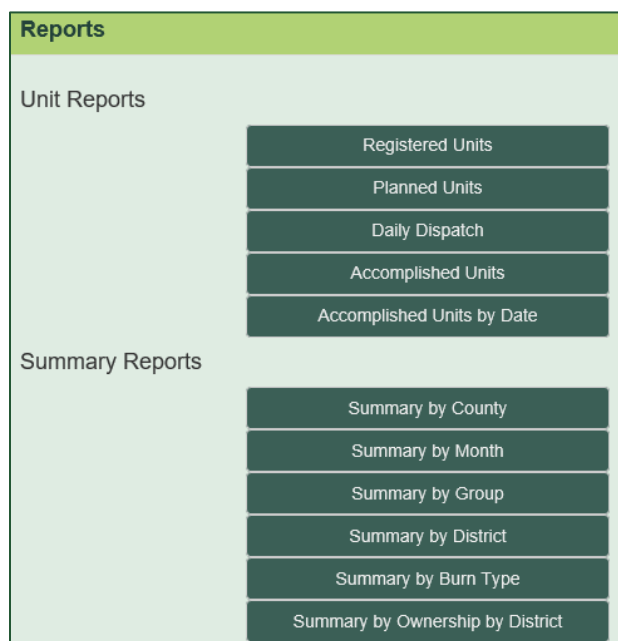 Reports
Unit Reports
Registered Units
Planned Units
Daily Dispatch
Accomplished Units
Accomplished Units by Date
Summary Reports
Summary by County
Summary by Month
Summary by Group
Summary by District
Summary by Burn Type
Summary by Ownership by District